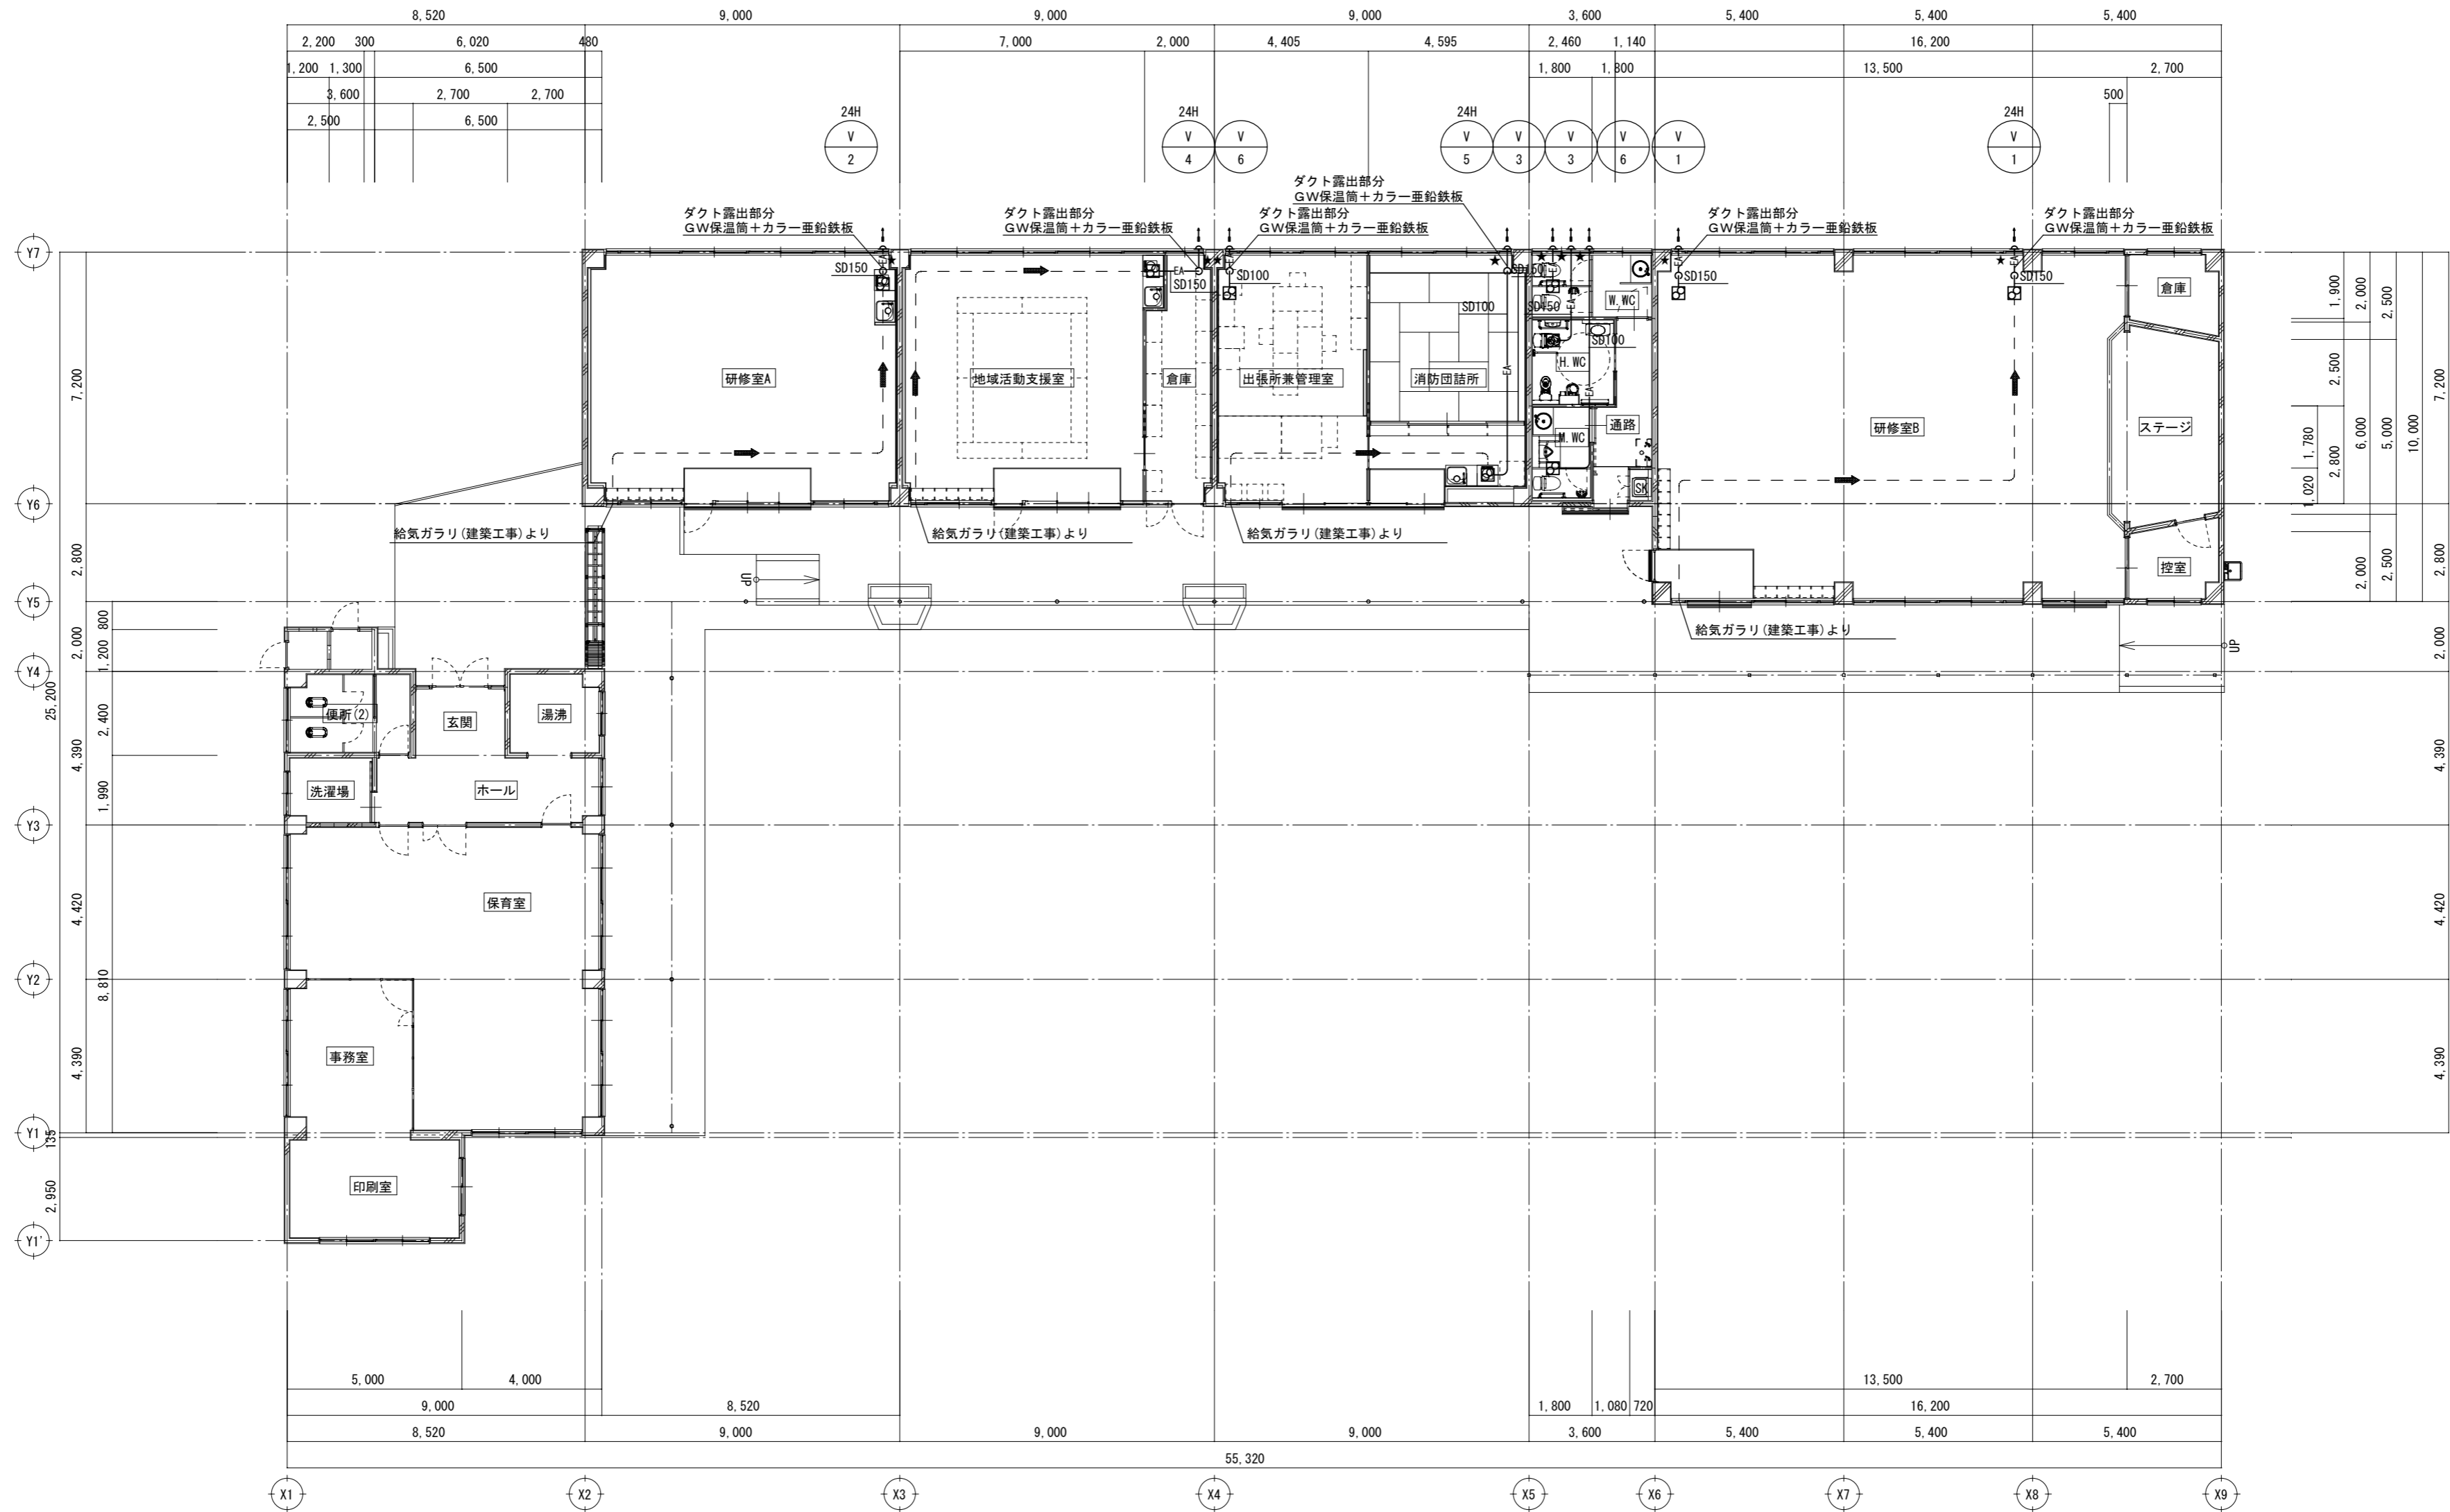 8,520 9,000 9,000 9,000 3,600 5,400 5,400 5,400
2,200 300 6,020 480 7,000 2,000 4,405 4,595 2,460 1,140 16,200
1,200 1,300 6,500 1,800 1,800 13,500 2,700
3,600 2,700 2,700 500
2,500 6,500
24H 24H 24H 24H
V V V V V V V V V
2 4 6 5 3 3 6 1 1
ダクト露出部分
GW保温筒+カラー亜鉛鉄板
ダクト露出部分
GW保温筒+カラー亜鉛鉄板
ダクト露出部分
GW保温筒+カラー亜鉛鉄板
ダクト露出部分
GW保温筒+カラー亜鉛鉄板
ダクト露出部分
GW保温筒+カラー亜鉛鉄板
ダクト露出部分
GW保温筒+カラー亜鉛鉄板
Y7
EA EA EA EA EA EA
SD150 SD150 SD100 SD150 SD150 SD150
SD100 SD150 EA W.WC
SD100
H.WC
EA EA
倉庫
研修室A 地域活動支援室 倉庫 出張所兼管理室 消防団詰所
M.WC 通路 研修室B ステージ
SK
控室
7,200
1,900 2,000 2,500
2,500 7,200
1,780 6,000 5,000 10,000
1,020 2,800
2,000 2,500 2,800
Y6
給気ガラリ(建築工事)より 給気ガラリ(建築工事)より 給気ガラリ(建築工事)より
2,800
UP
Y5
給気ガラリ(建築工事)より
UP
2,000 1,200 800
2,000
Y4
25,200
便所(2) 玄関 湯沸
4,390 2,400
4,390
洗濯場 ホール
1,990
Y3
保育室
4,420
4,420
Y2
8,810
事務室
4,390
4,390
Y1
135
印刷室
2,950
Y1'
5,000 4,000 13,500 2,700
9,000 8,520 1,800 1,080 720 16,200
8,520 9,000 9,000 9,000 3,600 5,400 5,400 5,400
55,320
X1 X2 X3 X4 X5 X6 X7 X8 X9